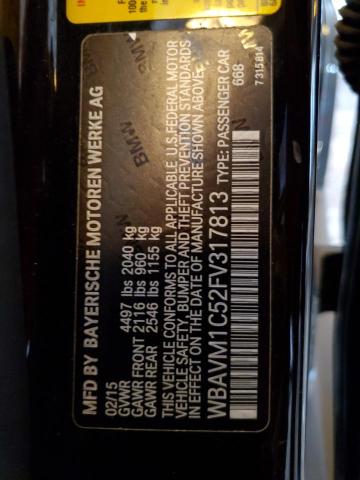 MFD BY BAYERISCHE MOTOREN WERKE AG
02/15
GVWR 4497 lbs 2040 kg
GAWR FRONT 2116 lbs 960 kg
GAWR REAR 2546 lbs 1155 kg
THIS VEHICLE CONFORMS TO ALL APPLICABLE U.S.FEDERAL MOTOR
VEHICLE SAFETY, BUMPER AND THEFT PREVENTION STANDARDS
IN EFFECT ON THE DATE OF MANUFACTURE SHOWN ABOVE.
WBAVM1C52FV317813 TYPE: PASSENGER CAR
668
7315814
BMW
BMW